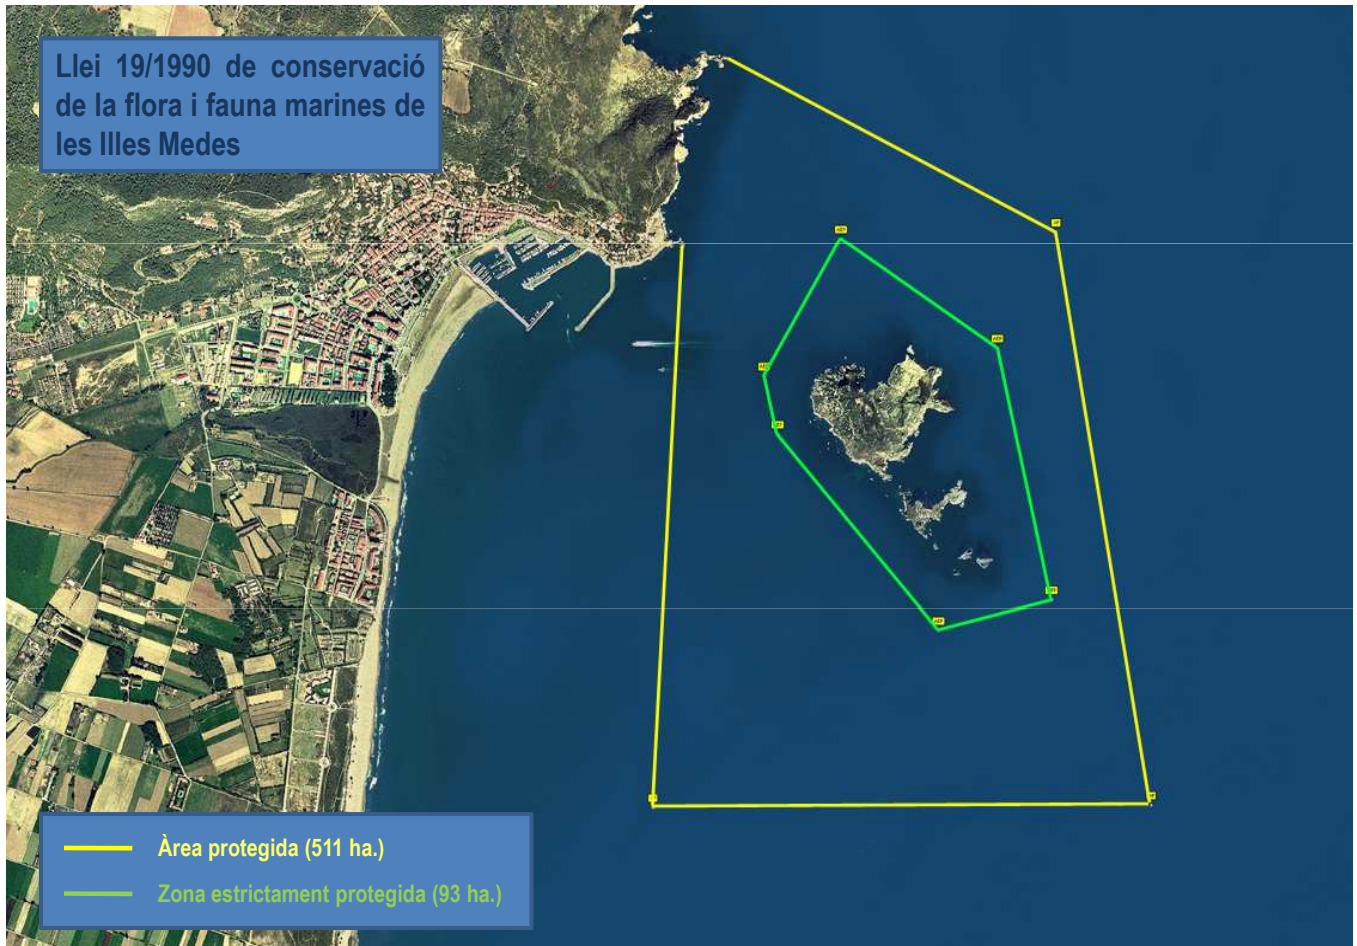 Llei 19/1990 de conservació
de la flora i fauna marines de
les Illes Medes
Àrea protegida (511 ha.)
Zona estrictament protegida (93 ha.)